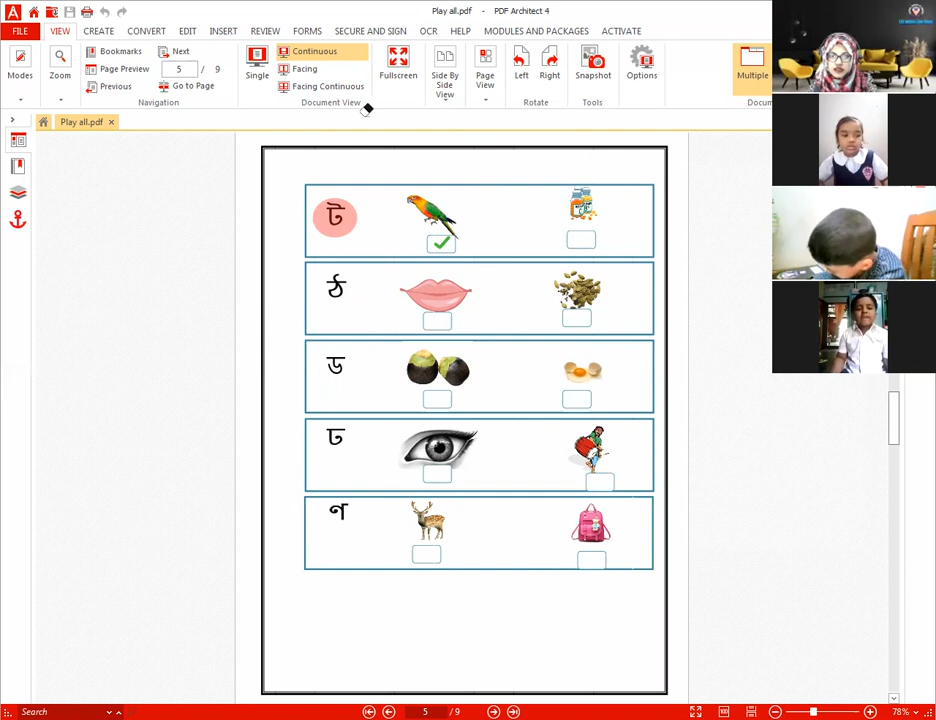 Play all.pdf - PDF Architect 4
FILE VIEW CREATE CONVERT EDIT INSERT REVIEW FORMS SECURE AND SIGN OCR HELP MODULES AND PACKAGES ACTIVATE
Modes
Zoom
Bookmarks Next
Page Preview 5 / 9
Previous Go to Page
Navigation
Single
Continuous
Facing
Facing Continuous
Document View
Fullscreen
Side By Side View
Page View
Left Right
Rotate
Snapshot
Tools
Options
Multiple
Docum
Play all.pdf ×
ট
ঠ
ড
ঢ
ণ
Search
5 / 9
78%